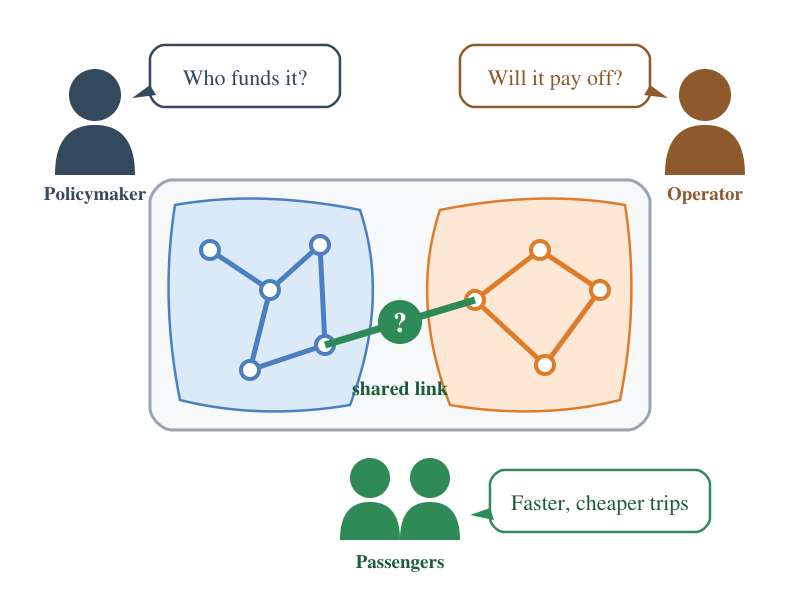 Who funds it?
Will it pay off?
Policymaker
Operator
?
shared link
Faster, cheaper trips
Passengers